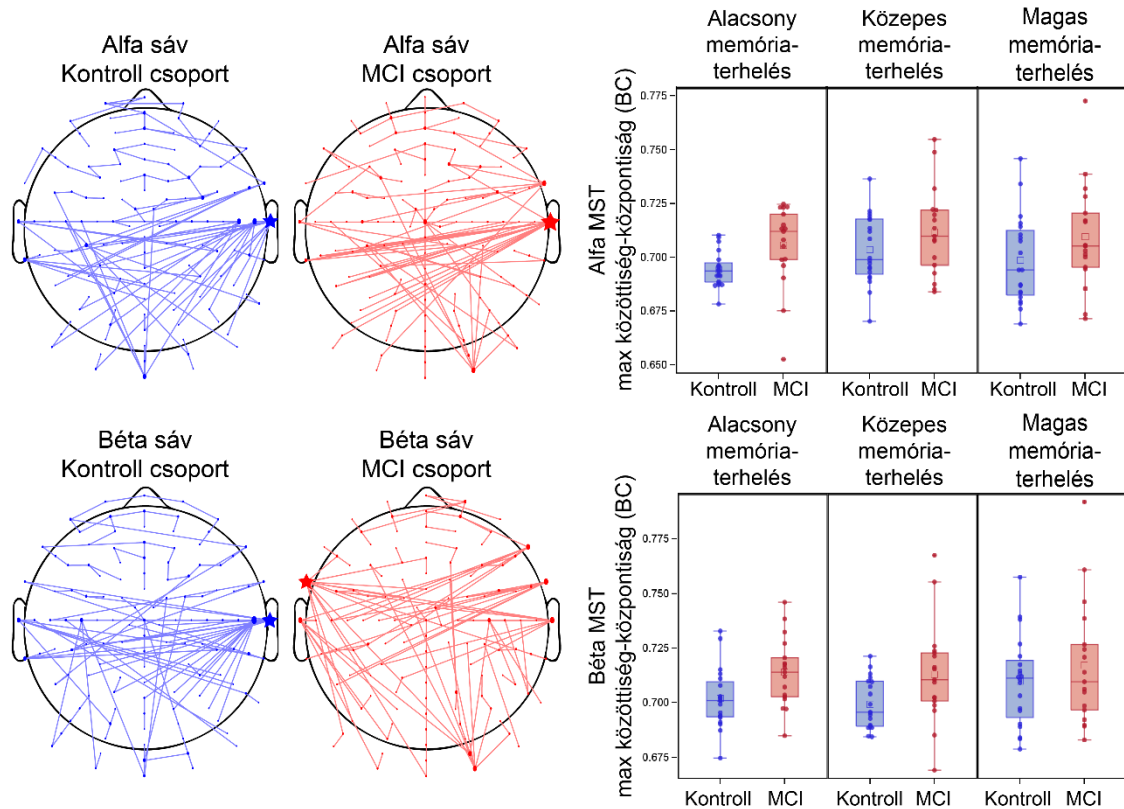 Alfa sáv
Kontroll csoport
Alfa sáv
MCI csoport
Alacsony
memória-
terhelés
Közepes
memória-
terhelés
Magas
memória-
terhelés
Alfa MST
max közöttiség-központiság (BC)
0.775
0.750
0.725
0.700
0.675
0.650
Kontroll MCI
Kontroll MCI
Kontroll MCI
Béta sáv
Kontroll csoport
Béta sáv
MCI csoport
Alacsony
memória-
terhelés
Közepes
memória-
terhelés
Magas
memória-
terhelés
Béta MST
max közöttiség-központiság (BC)
0.775
0.750
0.725
0.700
0.675
Kontroll MCI
Kontroll MCI
Kontroll MCI